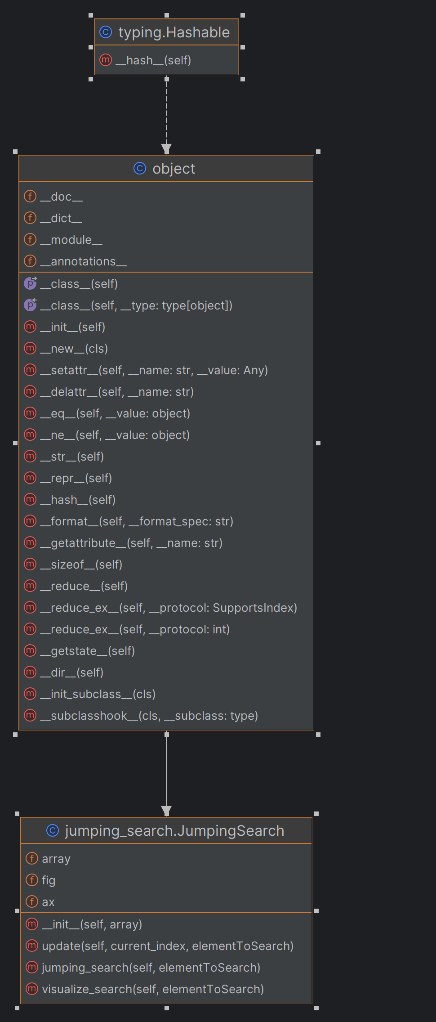 typing.Hashable
__hash__(self)
object
__doc__
__dict__
__module__
__annotations__
__class__(self)
__class__(self, __type: type[object])
__init__(self)
__new__(cls)
__setattr__(self, __name: str, __value: Any)
__delattr__(self, __name: str)
__eq__(self, __value: object)
__ne__(self, __value: object)
__str__(self)
__repr__(self)
__hash__(self)
__format__(self, __format_spec: str)
__getattribute__(self, __name: str)
__sizeof__(self)
__reduce__(self)
__reduce_ex__(self, __protocol: SupportsIndex)
__reduce_ex__(self, __protocol: int)
__getstate__(self)
__dir__(self)
__init_subclass__(cls)
__subclasshook__(cls, __subclass: type)
jumping_search.JumpingSearch
array
fig
ax
__init__(self, array)
update(self, current_index, elementToSearch)
jumping_search(self, elementToSearch)
visualize_search(self, elementToSearch)